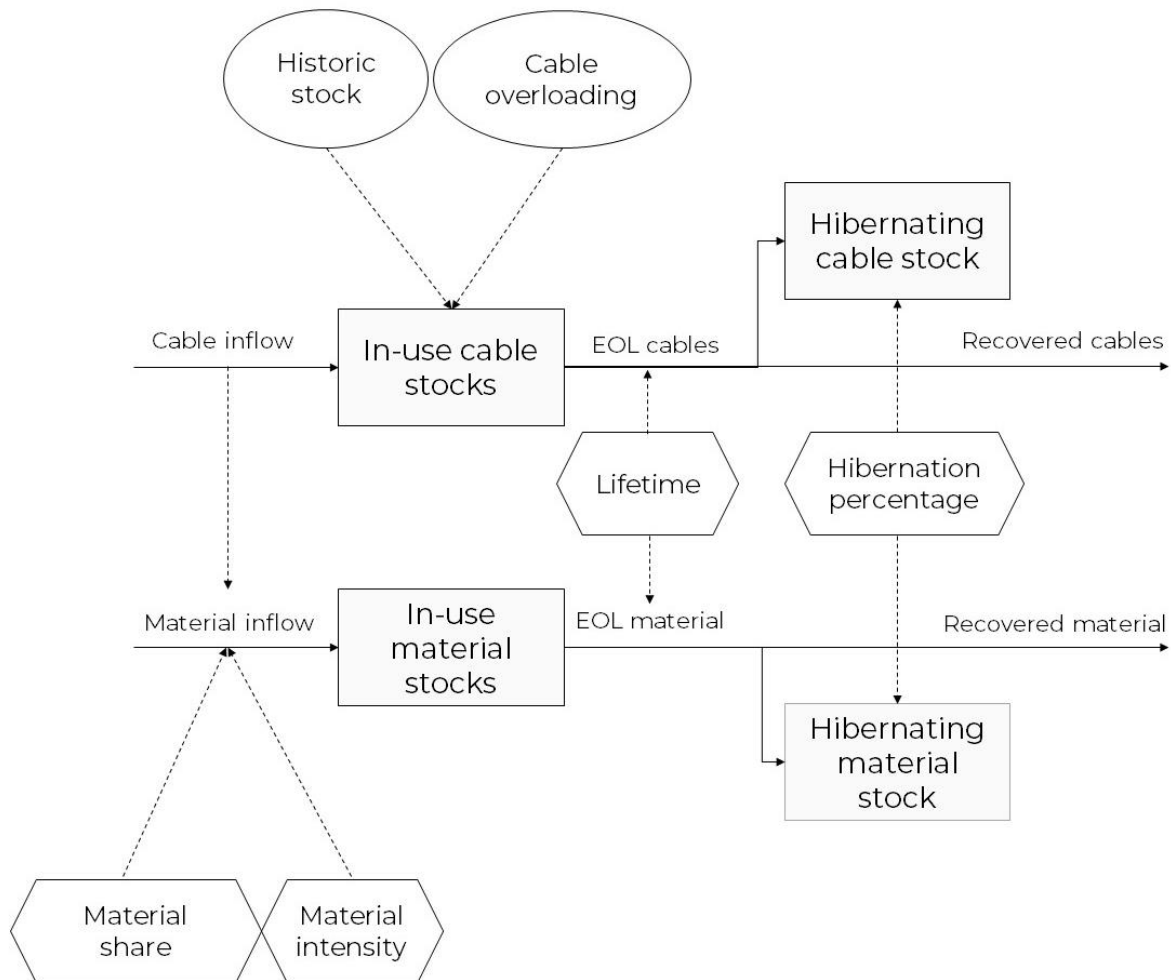 Historic
stock
Cable
overloading
Hibernating
cable stock
Cable inflow
In-use cable
stocks
EOL cables
Recovered cables
Lifetime
Hibernation
percentage
Material inflow
In-use
material
stocks
EOL material
Recovered material
Hibernating
material
stock
Material
share
Material
intensity